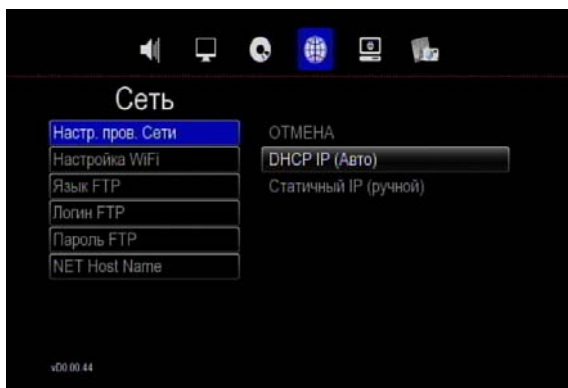 Сеть
Настр. пров. Сети
Настройка WiFi
Язык FTP
Логин FTP
Пароль FTP
NET Host Name
ОТМЕНА
DHCP IP (Авто)
Статичный IP (ручной)
vD0.00.44